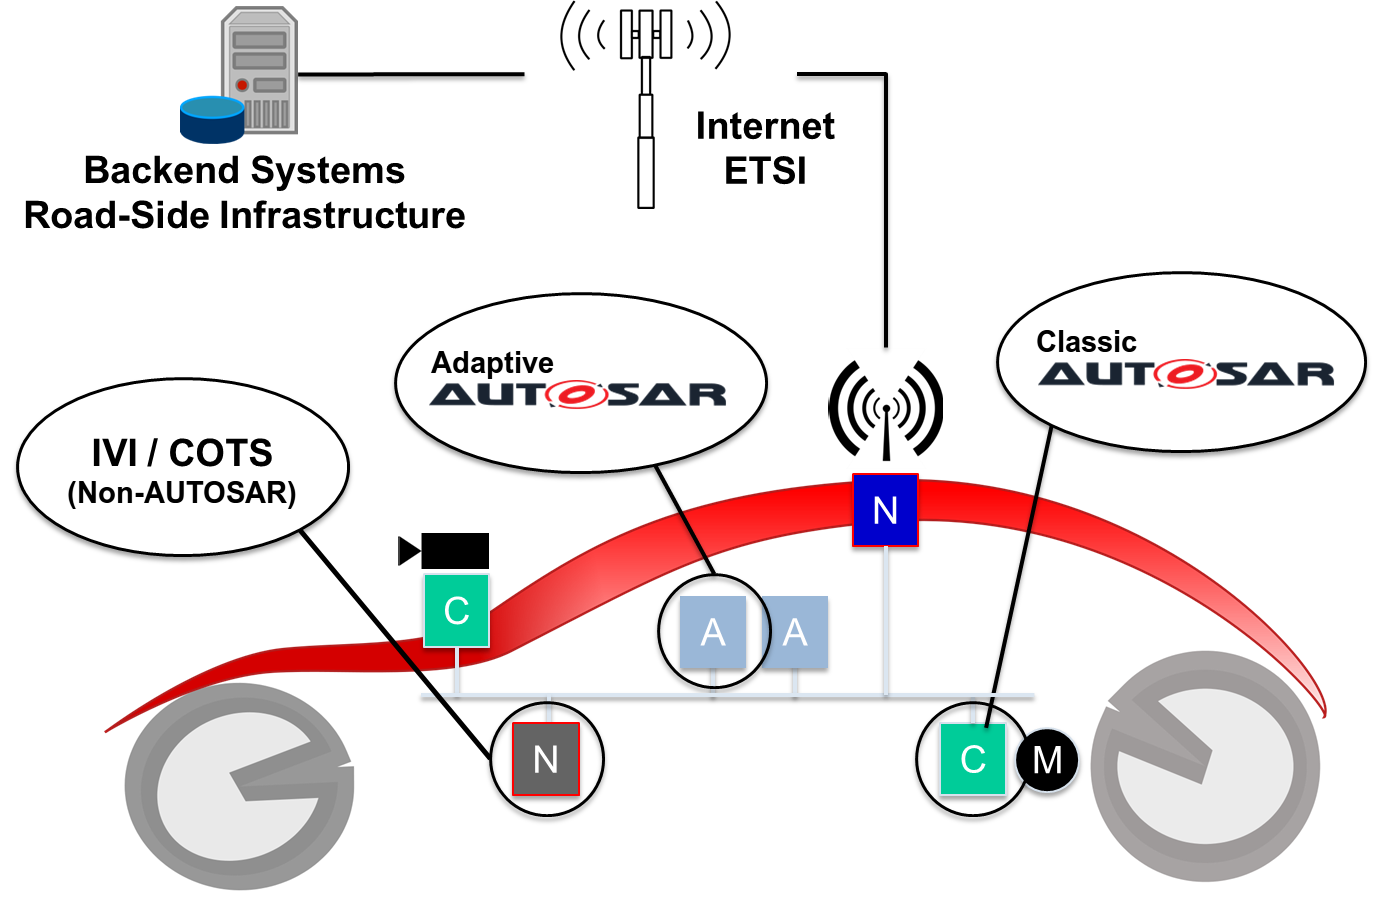 Backend Systems
Road-Side Infrastructure
Internet
ETSI
Adaptive
AUTOSAR
Classic
AUTOSAR
IVI / COTS
(Non-AUTOSAR)
N
C
A
A
N
C
M